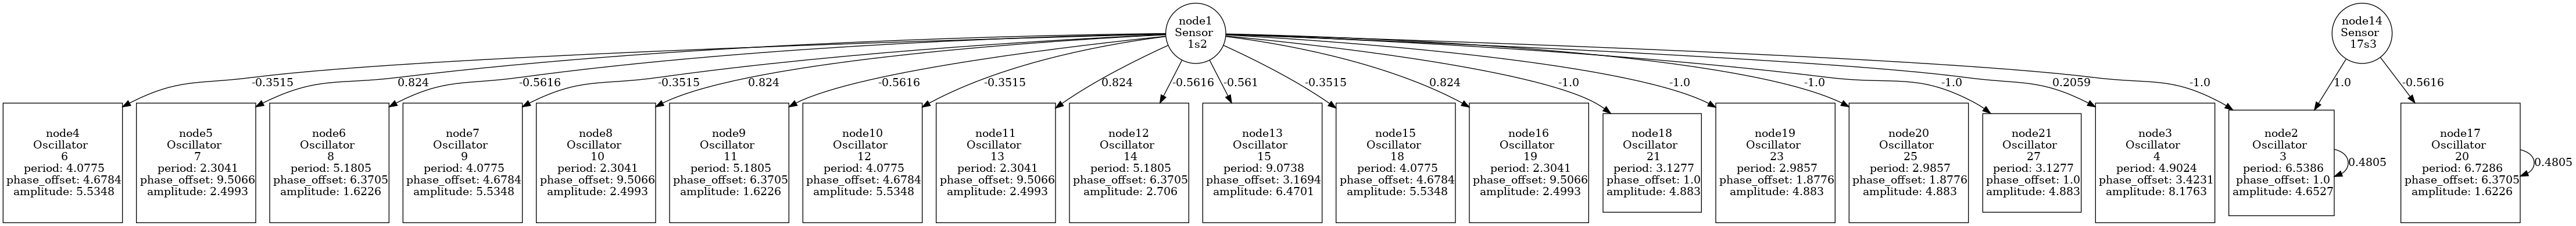 node1
Sensor
1s2
node14
Sensor
17s3
-0.3515
0.824
-0.5616
-0.3515
0.824
-0.5616
-0.3515
0.824
-0.5616
-0.561
-0.3515
0.824
-1.0
-1.0
-1.0
-1.0
0.2059
-1.0
1.0
-0.5616
node4
Oscillator
6
period: 4.0775
phase_offset: 4.6784
amplitude: 5.5348
node5
Oscillator
7
period: 2.3041
phase_offset: 9.5066
amplitude: 2.4993
node6
Oscillator
8
period: 5.1805
phase_offset: 6.3705
amplitude: 1.6226
node7
Oscillator
9
period: 4.0775
phase_offset: 4.6784
amplitude: 5.5348
node8
Oscillator
10
period: 2.3041
phase_offset: 9.5066
amplitude: 2.4993
node9
Oscillator
11
period: 5.1805
phase_offset: 6.3705
amplitude: 1.6226
node10
Oscillator
12
period: 4.0775
phase_offset: 4.6784
amplitude: 5.5348
node11
Oscillator
13
period: 2.3041
phase_offset: 9.5066
amplitude: 2.4993
node12
Oscillator
14
period: 5.1805
phase_offset: 6.3705
amplitude: 2.706
node13
Oscillator
15
period: 9.0738
phase_offset: 3.1694
amplitude: 6.4701
node15
Oscillator
18
period: 4.0775
phase_offset: 4.6784
amplitude: 5.5348
node16
Oscillator
19
period: 2.3041
phase_offset: 9.5066
amplitude: 2.4993
node18
Oscillator
21
period: 3.1277
phase_offset: 1.0
amplitude: 4.883
node19
Oscillator
23
period: 2.9857
phase_offset: 1.8776
amplitude: 4.883
node20
Oscillator
25
period: 2.9857
phase_offset: 1.8776
amplitude: 4.883
node21
Oscillator
27
period: 3.1277
phase_offset: 1.0
amplitude: 4.883
node3
Oscillator
4
period: 4.9024
phase_offset: 3.4231
amplitude: 8.1763
node2
Oscillator
3
period: 6.5386
phase_offset: 1.0
amplitude: 4.6527
0.4805
node17
Oscillator
20
period: 6.7286
phase_offset: 6.3705
amplitude: 1.6226
0.4805